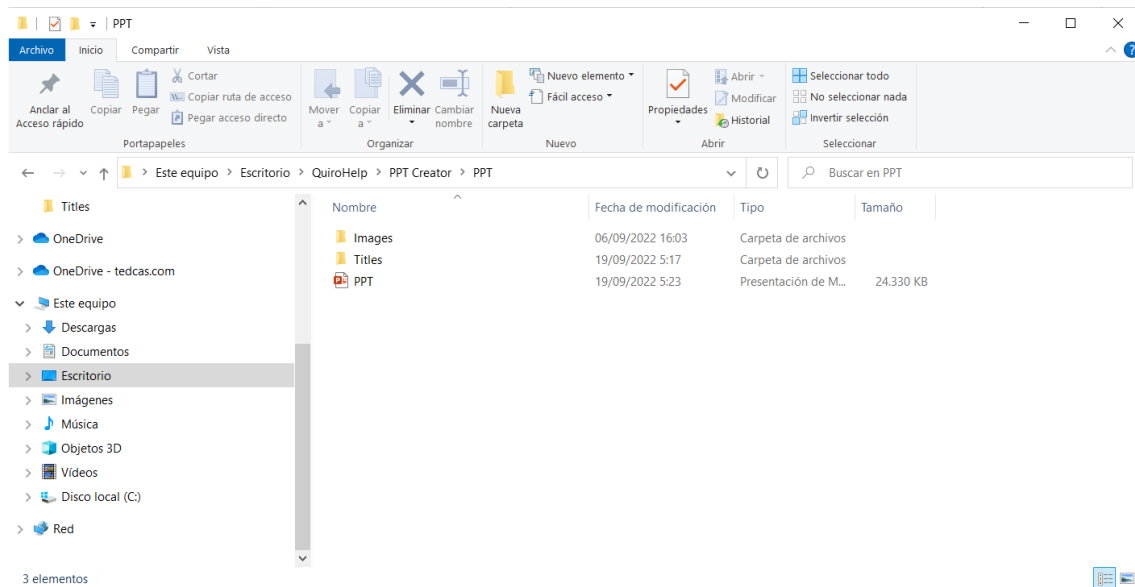 PPT
Archivo Inicio Compartir Vista
Anclar al Acceso rápido
Copiar
Pegar
Cortar
Copiar ruta de acceso
Pegar acceso directo
Portapapeles
Mover a
Copiar a
Eliminar
Cambiar nombre
Organizar
Nueva carpeta
Nuevo elemento
Fácil acceso
Nuevo
Propiedades
Abrir
Modificar
Historial
Abrir
Seleccionar todo
No seleccionar nada
Invertir selección
Seleccionar
Este equipo > Escritorio > QuiroHelp > PPT Creator > PPT
Buscar en PPT
Titles
OneDrive
OneDrive - tedcas.com
Este equipo
Descargas
Documentos
Escritorio
Imágenes
Música
Objetos 3D
Vídeos
Disco local (C:)
Red
Nombre Fecha de modificación Tipo Tamaño
Images 06/09/2022 16:03 Carpeta de archivos
Titles 19/09/2022 5:17 Carpeta de archivos
PPT 19/09/2022 5:23 Presentación de M... 24.330 KB
3 elementos